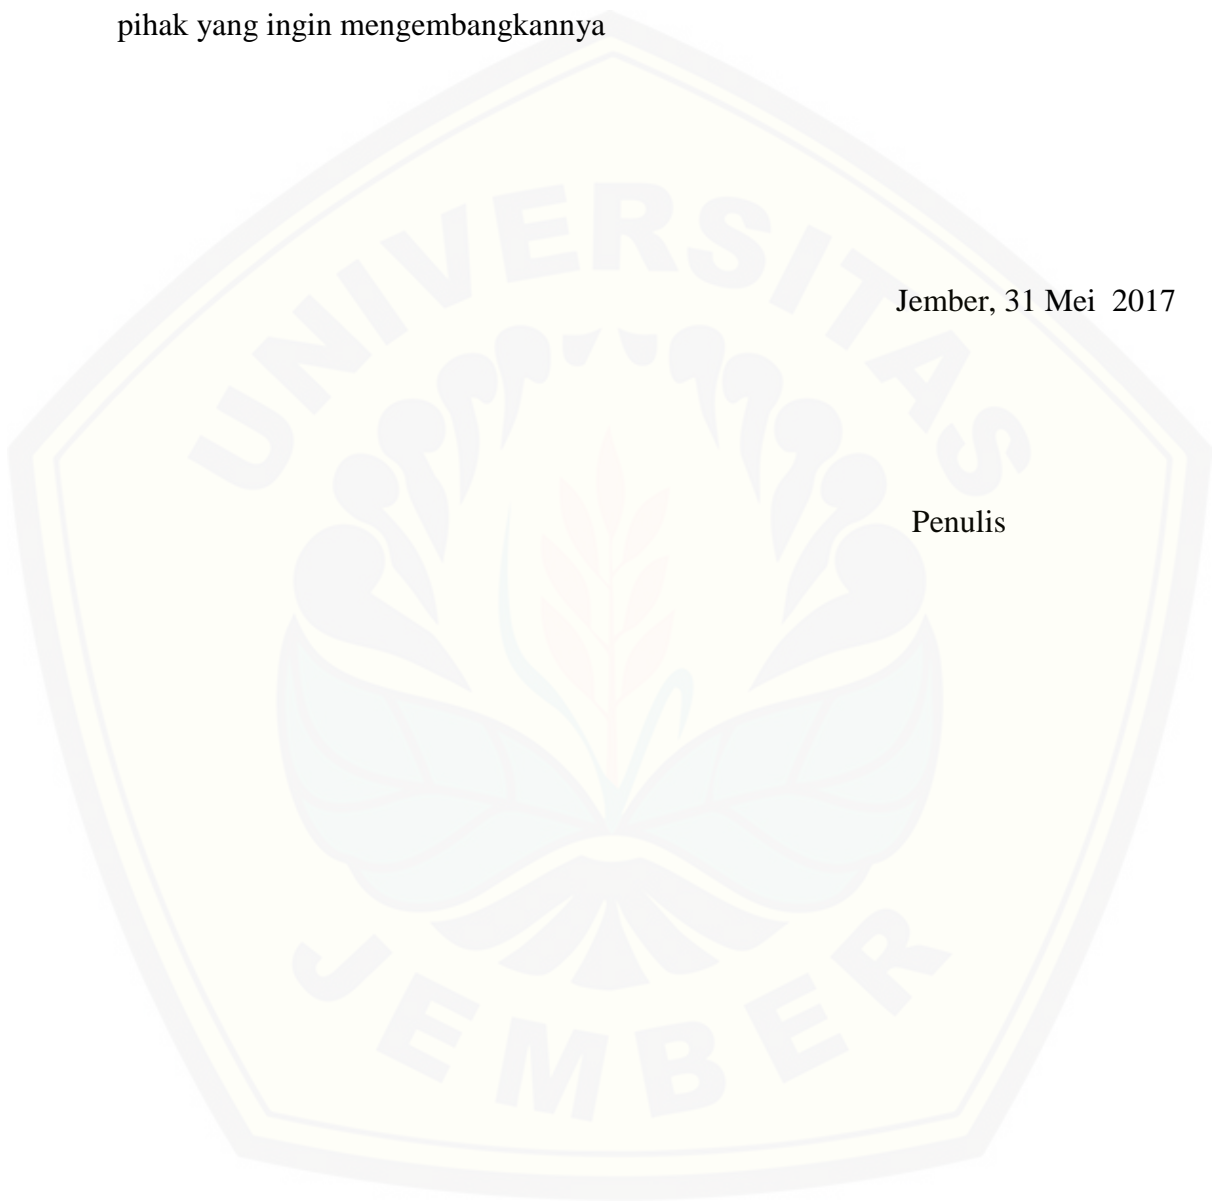 pihak yang ingin mengembangkannya
UNIVERSITAS
Jember, 31 Mei  2017
Penulis
JEMBER